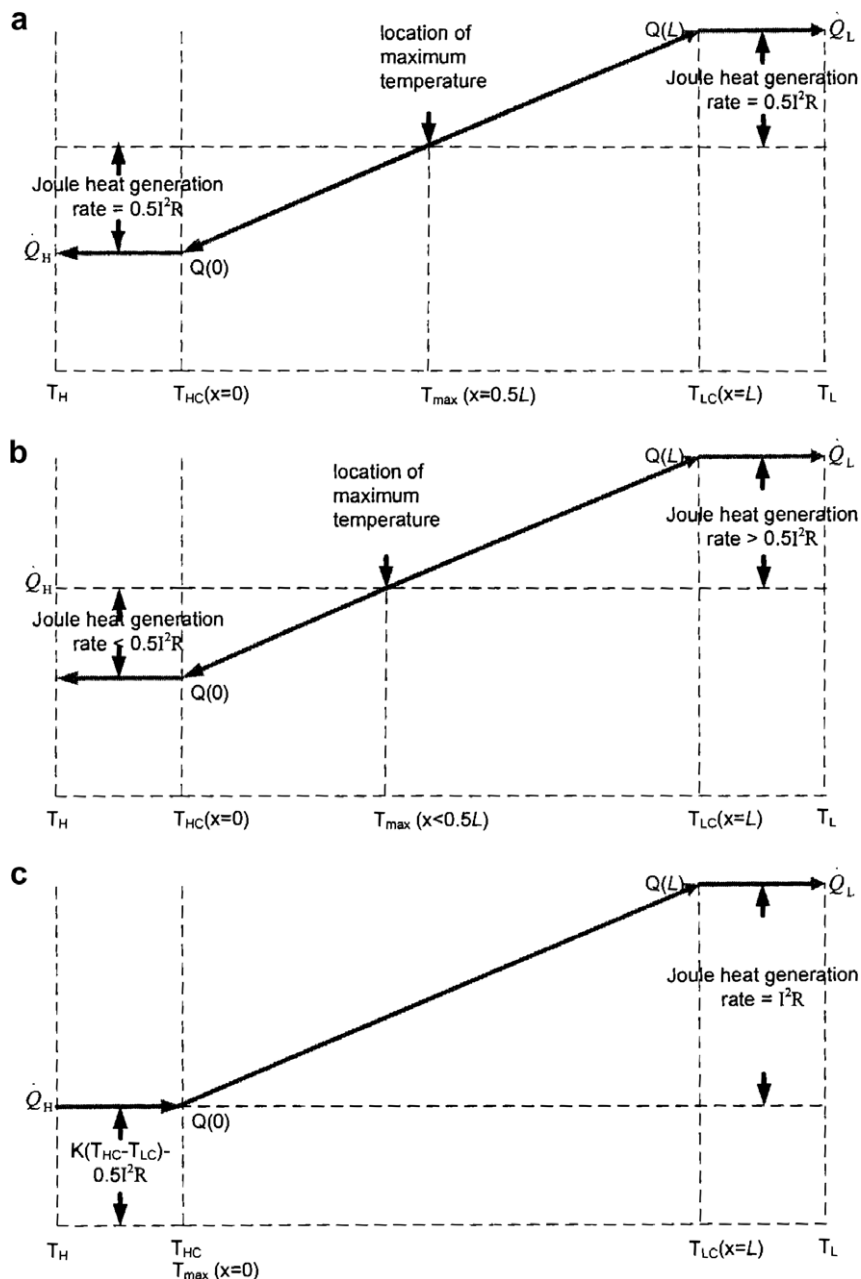 a
location of
maximum
temperature
Q(L)
Q̇L
Joule heat generation
rate = 0.5I²R
Joule heat generation
rate = 0.5I²R
Q̇H
Q(0)
TH
THC(x=0)
Tmax (x=0.5L)
TLC(x=L)
TL
b
location of
maximum
temperature
Q(L)
Q̇L
Joule heat generation
rate > 0.5I²R
Q̇H
Joule heat generation
rate < 0.5I²R
Q(0)
TH
THC(x=0)
Tmax (x<0.5L)
TLC(x=L)
TL
c
Q(L)
Q̇L
Joule heat generation
rate = I²R
Q̇H
Q(0)
K(THC-TLC)-
0.5I²R
TH
THC
Tmax (x=0)
TLC(x=L)
TL